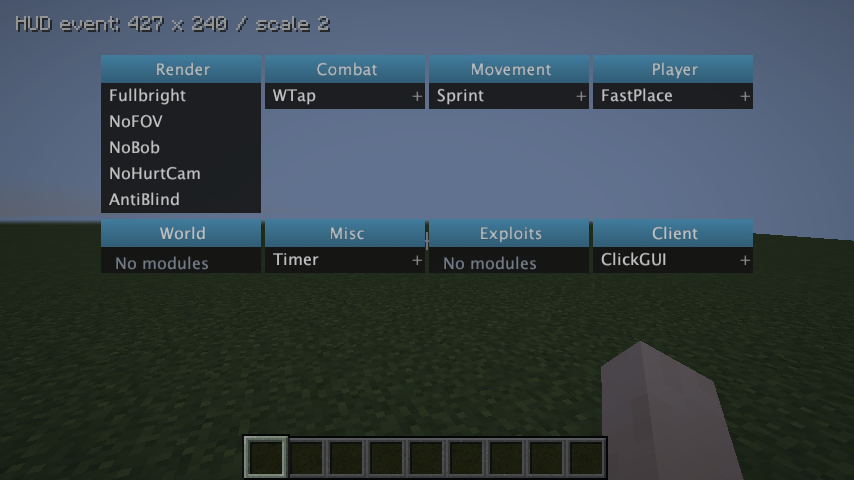 HUD event: 427 x 240 / scale 2
Render
Combat
Movement
Player
Fullbright
WTap +
Sprint +
FastPlace +
NoFOV
NoBob
NoHurtCam
AntiBlind
World
Misc
Exploits
Client
No modules
Timer +
No modules
ClickGUI +